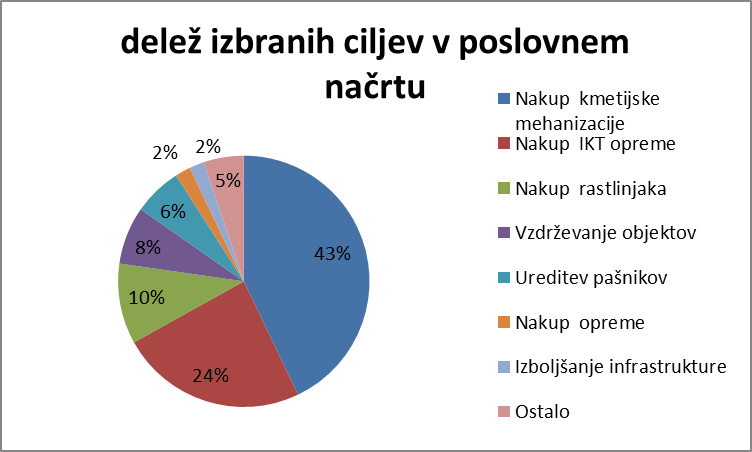 delež izbranih ciljev v poslovnem
načrtu
Nakup kmetijske
mehanizacije
Nakup IKT opreme
Nakup rastlinjaka
Vzdrževanje objektov
Ureditev pašnikov
Nakup opreme
Izboljšanje infrastrukture
Ostalo
43%
24%
10%
8%
6%
2%
2%
5%